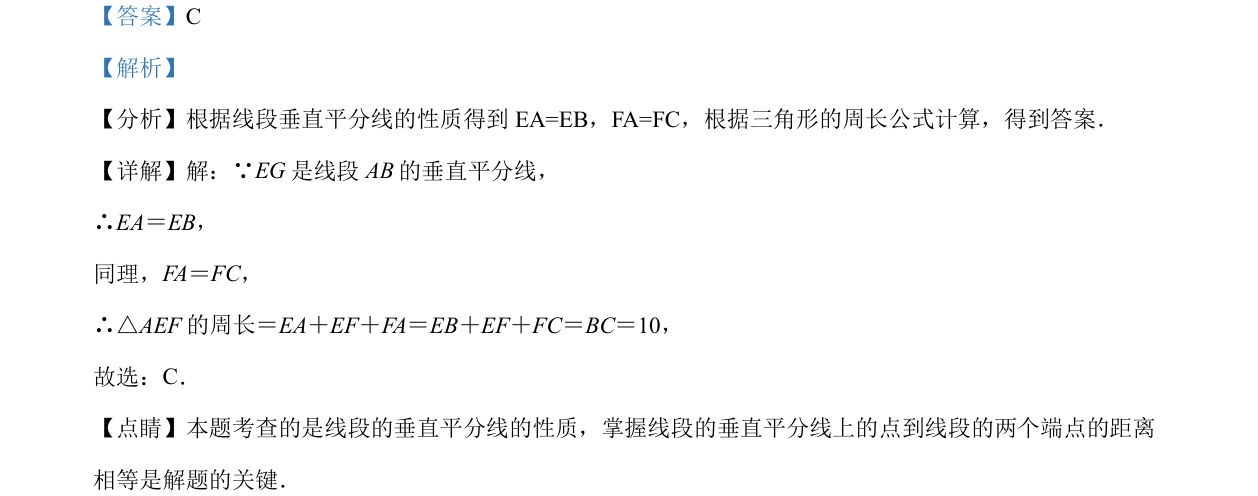 【答案】C
【解析】
【分析】根据线段垂直平分线的性质得到 EA=EB，FA=FC，根据三角形的周长公式计算，得到答案．
【详解】解：∵EG 是线段 AB 的垂直平分线，
∴EA＝EB，
同理，FA＝FC，
∴△AEF 的周长＝EA＋EF＋FA＝EB＋EF＋FC＝BC＝10，
故选：C．
【点睛】本题考查的是线段的垂直平分线的性质，掌握线段的垂直平分线上的点到线段的两个端点的距离
相等是解题的关键．